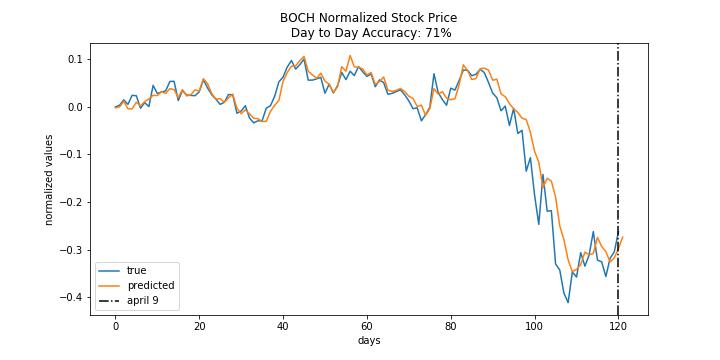 BOCH Normalized Stock Price
Day to Day Accuracy: 71%
normalized values
0.1
0.0
−0.1
−0.2
−0.3
−0.4
true
predicted
april 9
0 20 40 60 80 100 120
days